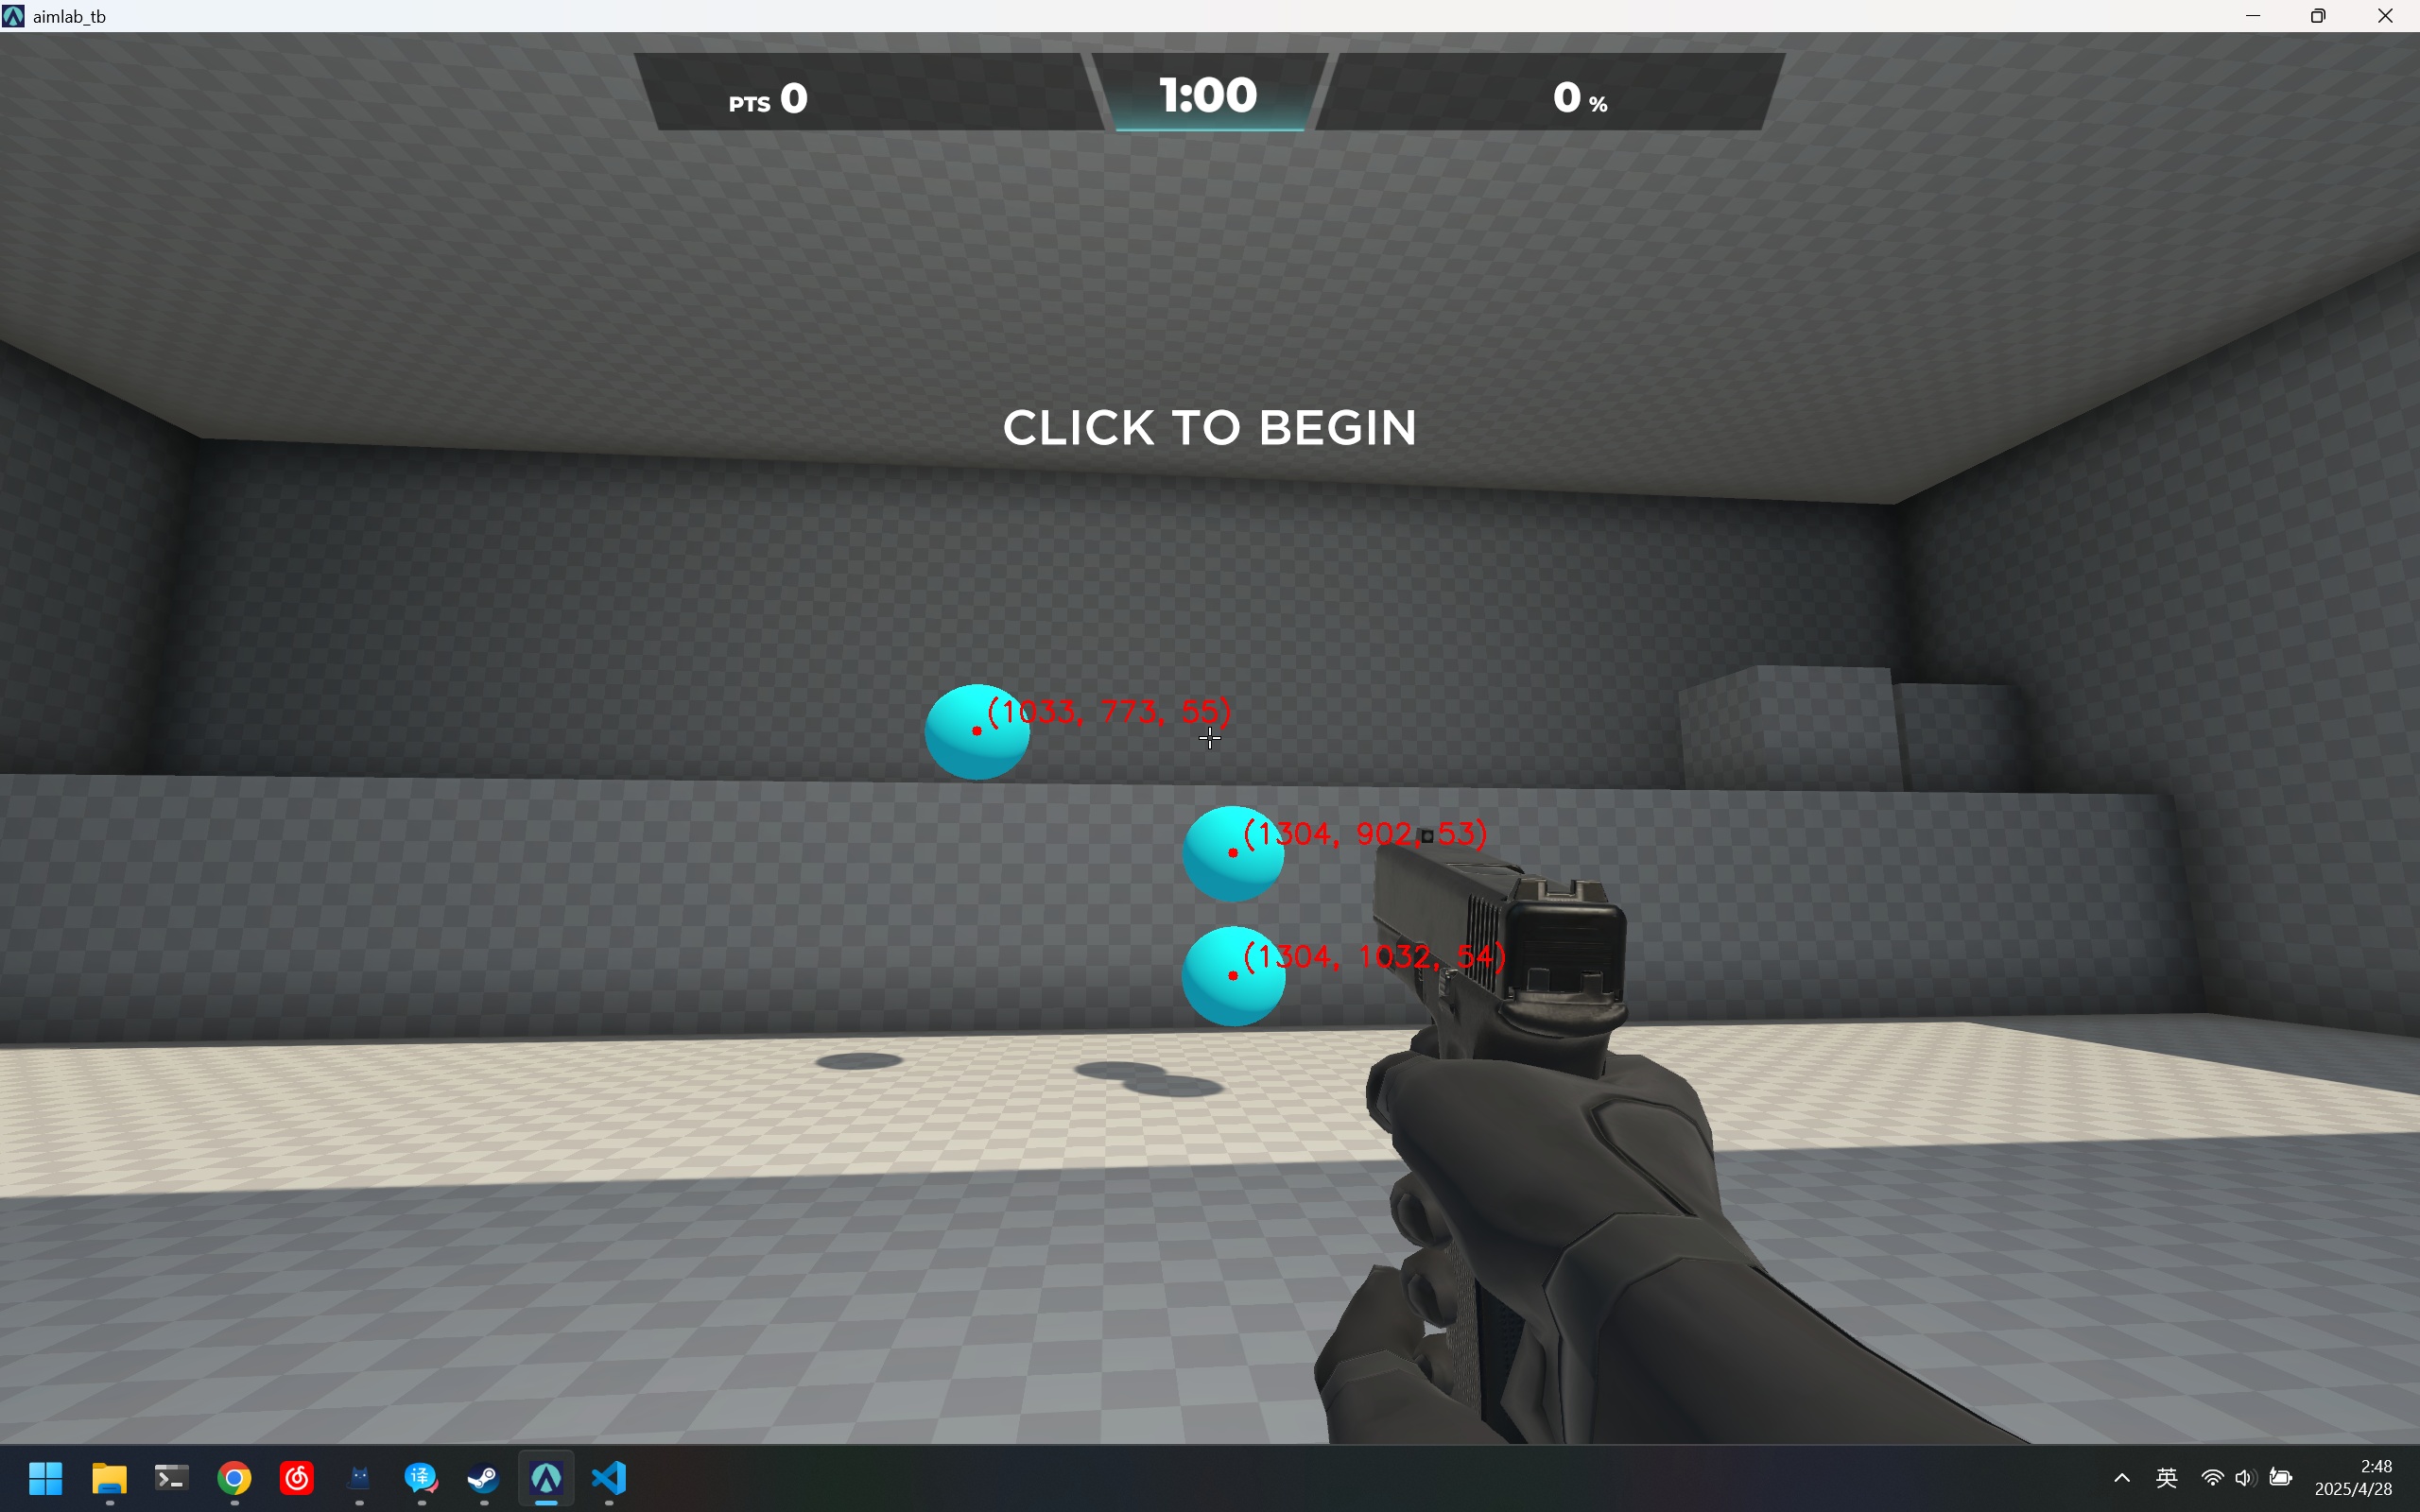 aimlab_tb
PTS 0
1:00
0 %
CLICK TO BEGIN
(1033, 773, 55)
(1304, 902, 53)
(1304, 1032, 54)
译
英
2:48
2025/4/28